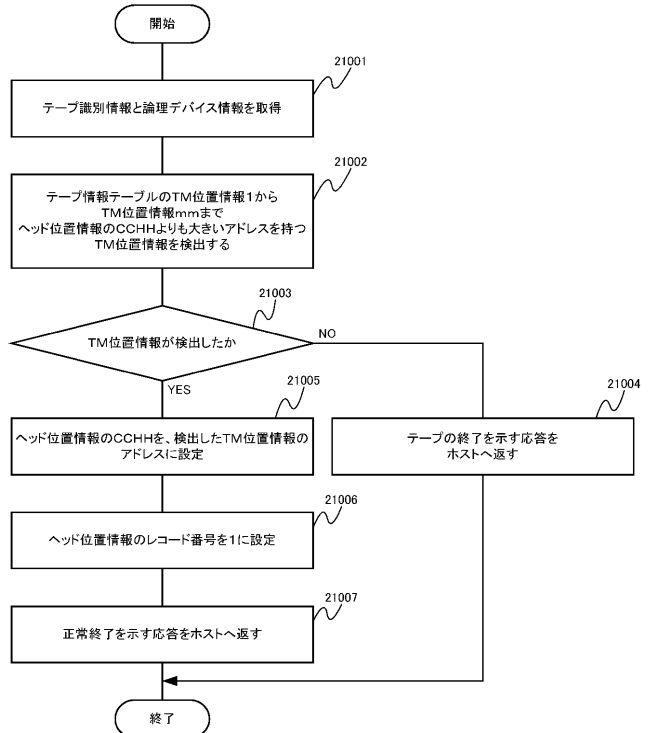 開始
21001
テープ識別情報と論理デバイス情報を取得
21002
テープ情報テーブルのTM位置情報1から
TM位置情報mmまで
ヘッド位置情報のCCHHよりも大きいアドレスを持つ
TM位置情報を検出する
21003
TM位置情報が検出したか
NO
YES
21005
ヘッド位置情報のCCHHを、検出したTM位置情報の
アドレスに設定
21004
テープの終了を示す応答を
ホストへ返す
21006
ヘッド位置情報のレコード番号を1に設定
21007
正常終了を示す応答をホストへ返す
終了